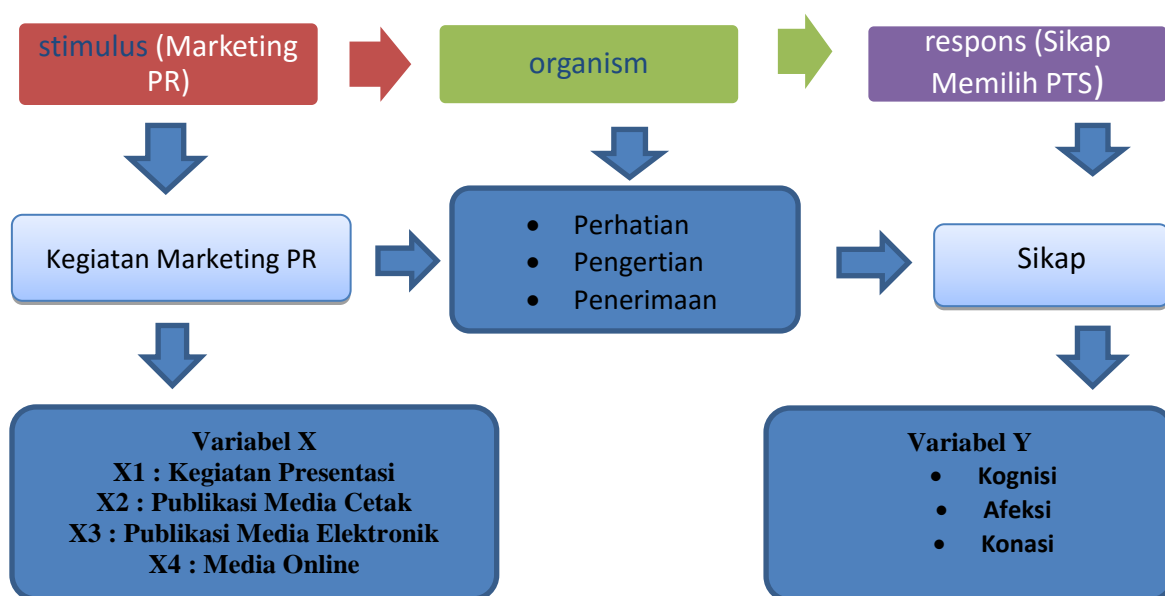 stimulus (Marketing
PR)
organism
respons (Sikap
Memilih PTS)
Kegiatan Marketing PR
• Perhatian
• Pengertian
• Penerimaan
Sikap
Variabel X
X1 : Kegiatan Presentasi
X2 : Publikasi Media Cetak
X3 : Publikasi Media Elektronik
X4 : Media Online
Variabel Y
• Kognisi
• Afeksi
• Konasi